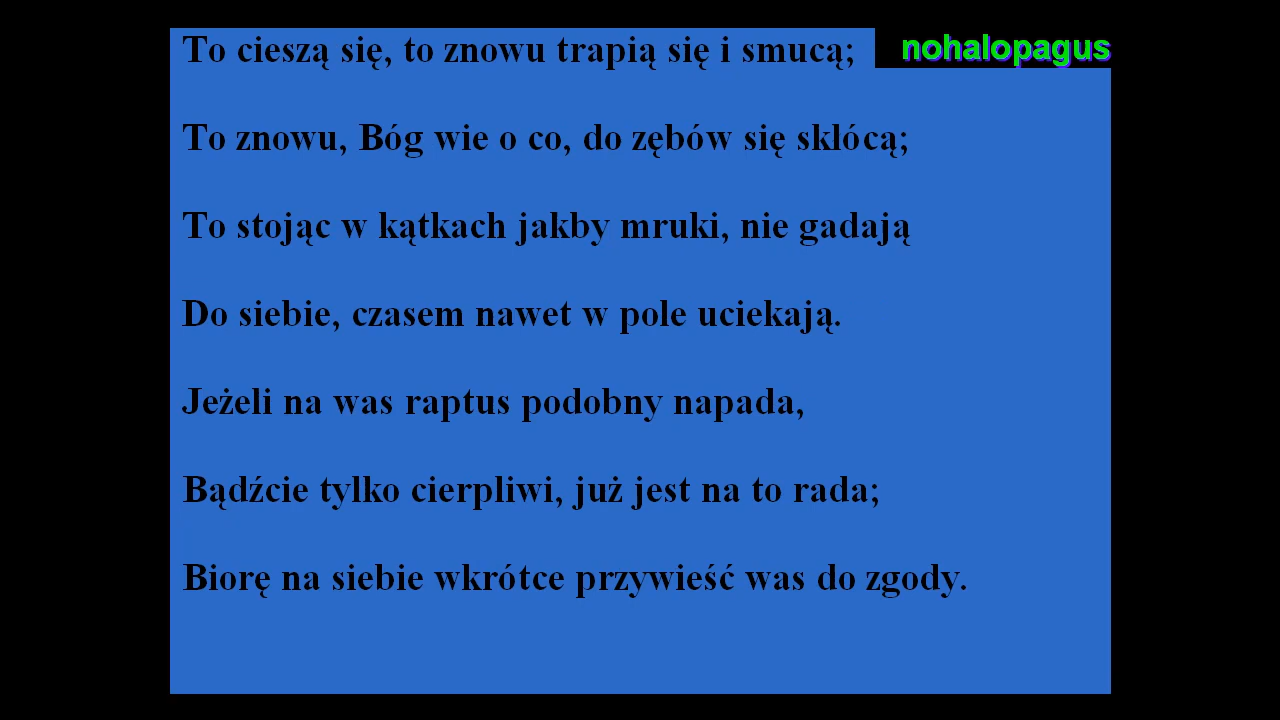 To cieszą się, to znowu trapią się i smucą;
nohalopagus
To znowu, Bóg wie o co, do zębów się skłócą;
To stojąc w kątkach jakby mruki, nie gadają
Do siebie, czasem nawet w pole uciekają.
Jeżeli na was raptus podobny napada,
Bądźcie tylko cierpliwi, już jest na to rada;
Biorę na siebie wkrótce przywieść was do zgody.